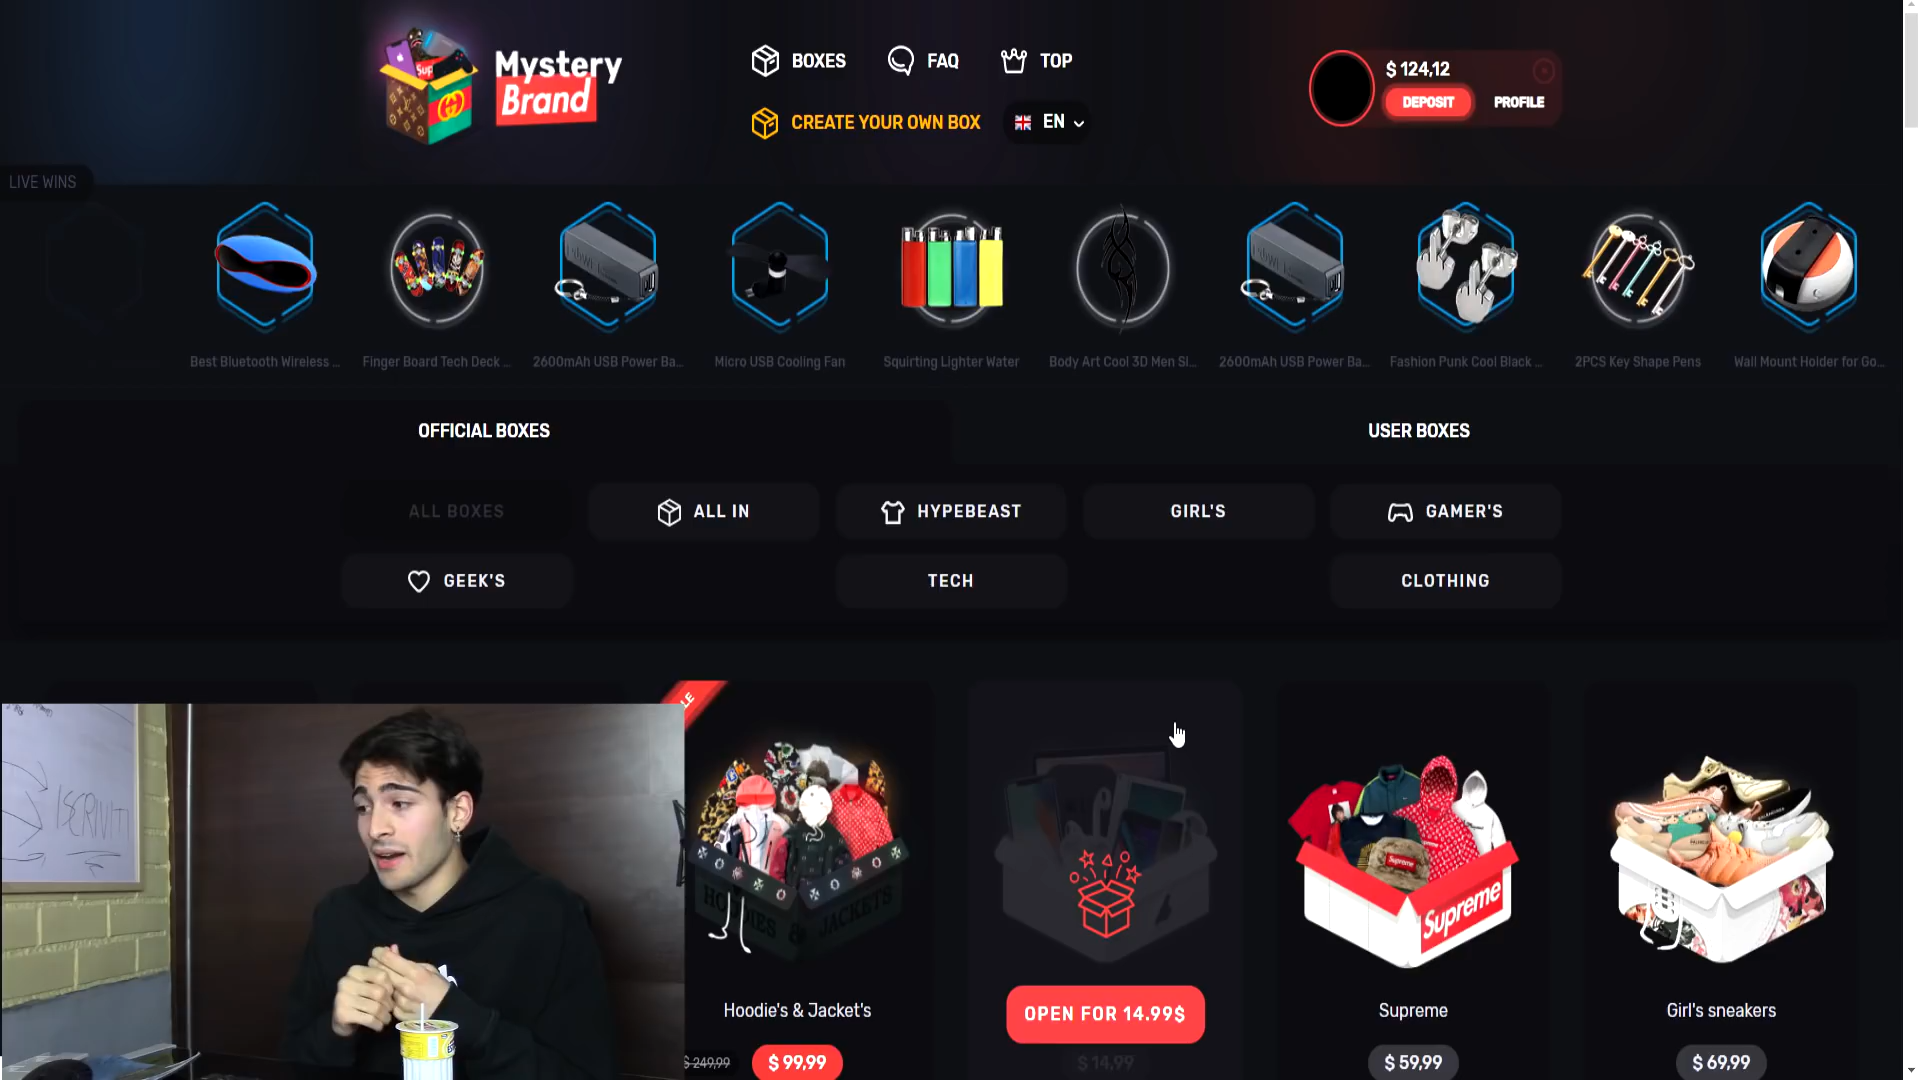 Mystery
Brand
BOXES
FAQ
TOP
CREATE YOUR OWN BOX
EN
$ 124,12
DEPOSIT
PROFILE
LIVE WINS
Best Bluetooth Wireless ...
Finger Board Tech Deck ...
2600mAh USB Power Ba...
Micro USB Cooling Fan
Squirting Lighter Water
Body Art Cool 3D Men Sl...
2600mAh USB Power Ba...
Fashion Punk Cool Black ...
2PCS Key Shape Pens
Wall Mount Holder for Go...
OFFICIAL BOXES
USER BOXES
ALL BOXES
ALL IN
HYPEBEAST
GIRL'S
GAMER'S
GEEK'S
TECH
CLOTHING
ISCRIVITI
HOODIES & JACKETS
Supreme
Supreme
Hoodie's & Jacket's
OPEN FOR 14.99$
Supreme
Girl's sneakers
$ 249,99
$ 99,99
$ 14,99
$ 59,99
$ 69,99